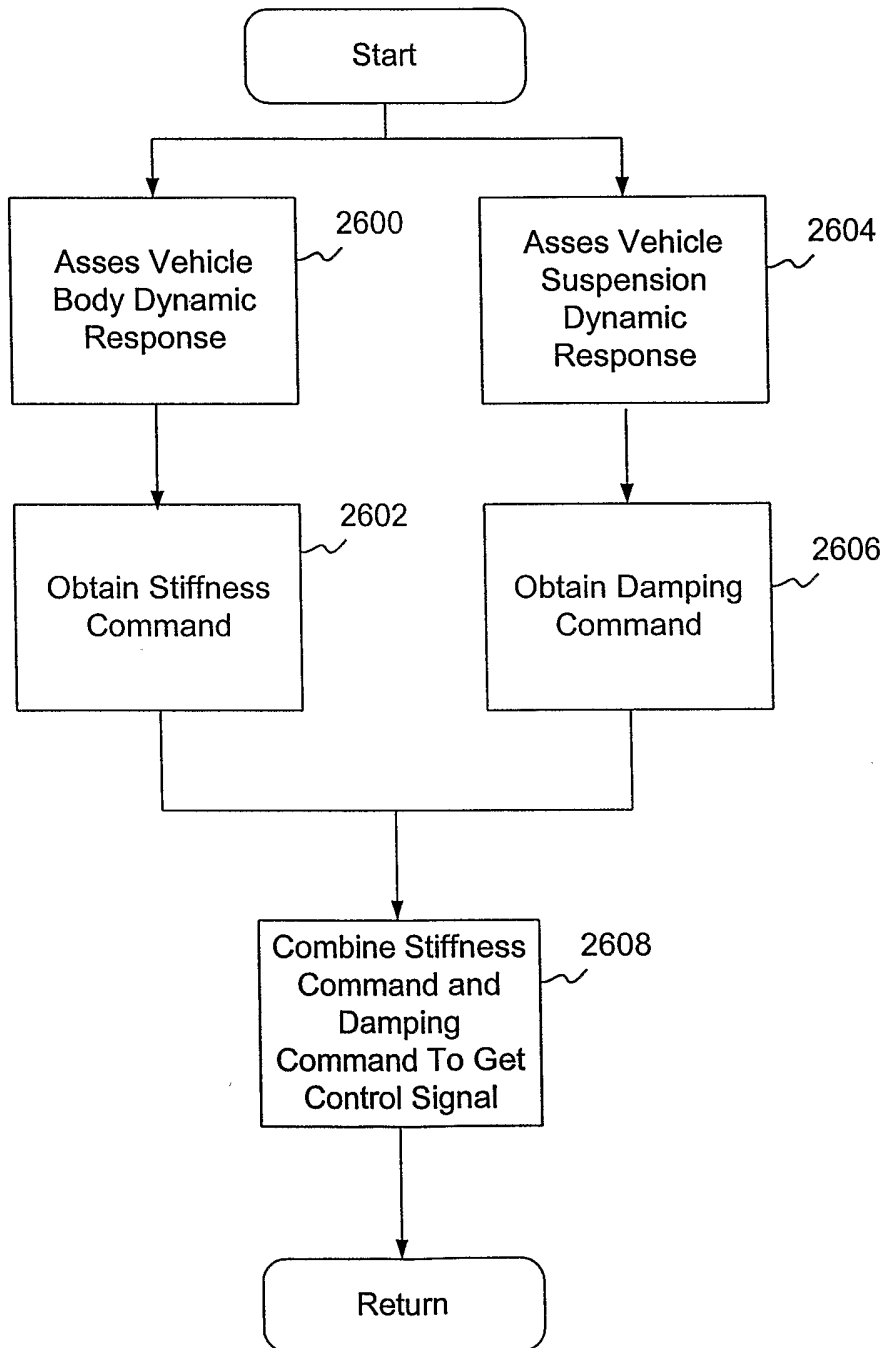 Start
Asses Vehicle
Body Dynamic
Response
2600
Asses Vehicle
Suspension
Dynamic
Response
2604
Obtain Stiffness
Command
2602
Obtain Damping
Command
2606
Combine Stiffness
Command and
Damping
Command To Get
Control Signal
2608
Return